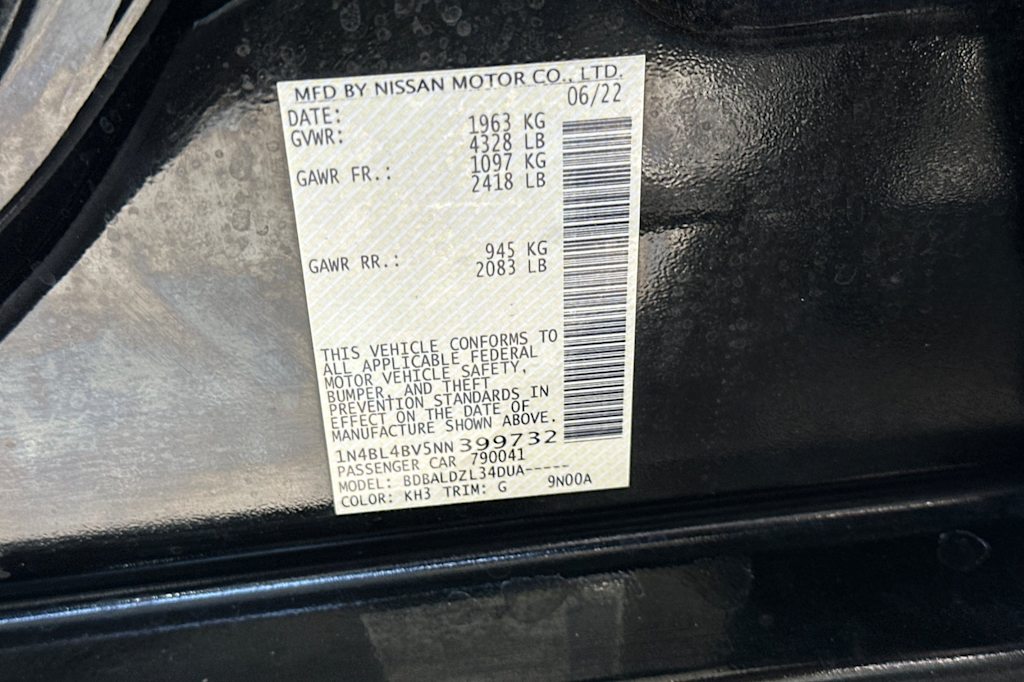 MFD BY NISSAN MOTOR CO., LTD.
DATE: 06/22
GVWR: 1963 KG
4328 LB
GAWR FR.: 1097 KG
2418 LB
GAWR RR.: 945 KG
2083 LB
THIS VEHICLE CONFORMS TO
ALL APPLICABLE FEDERAL
MOTOR VEHICLE SAFETY,
BUMPER, AND THEFT
PREVENTION STANDARDS IN
EFFECT ON THE DATE OF
MANUFACTURE SHOWN ABOVE.
1N4BL4BV5NN399732
PASSENGER CAR 790041
MODEL: BDBALDZL34DUA-----
COLOR: KH3 TRIM: G 9N00A